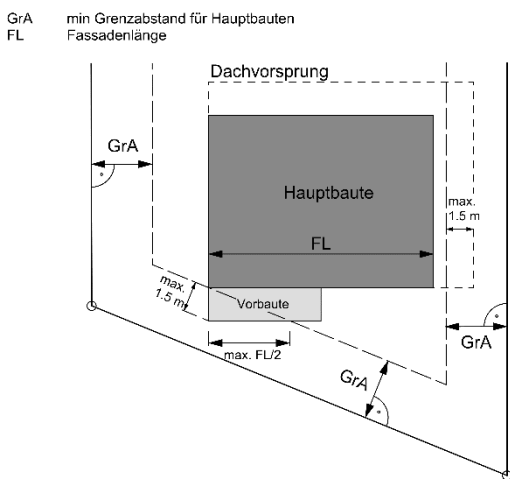 GrA min Grenzabstand für Hauptbauten
FL Fassadenlänge
Dachvorsprung
GrA
Hauptbaute
max.
1.5 m
FL
max.
1.5 m
Vorbaute
max. FL/2
GrA
GrA